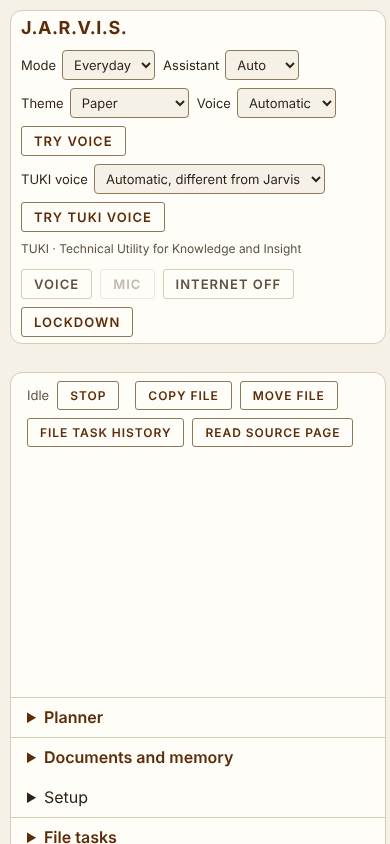 J.A.R.V.I.S.
Mode Everyday Assistant Auto
Theme Paper Voice Automatic
TRY VOICE
TUKI voice Automatic, different from Jarvis
TRY TUKI VOICE
TUKI · Technical Utility for Knowledge and Insight
VOICE MIC INTERNET OFF
LOCKDOWN
Idle STOP COPY FILE MOVE FILE
FILE TASK HISTORY READ SOURCE PAGE
Planner
Documents and memory
Setup
File tasks